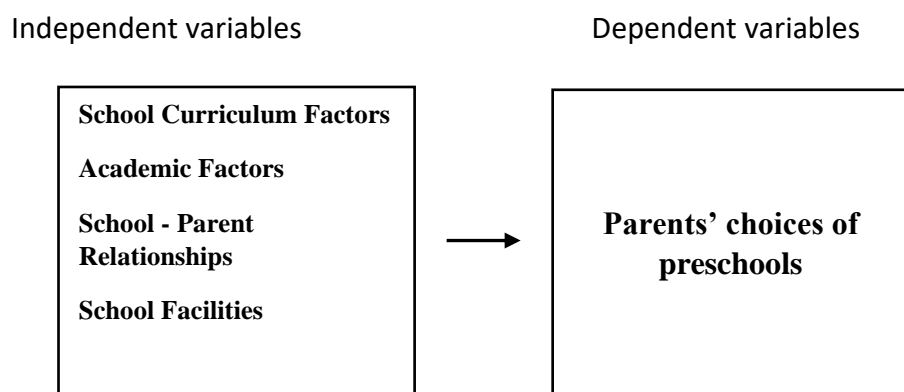 Independent variables
Dependent variables
School Curriculum Factors
Academic Factors
School - Parent
Relationships
School Facilities
Parents’ choices of
preschools